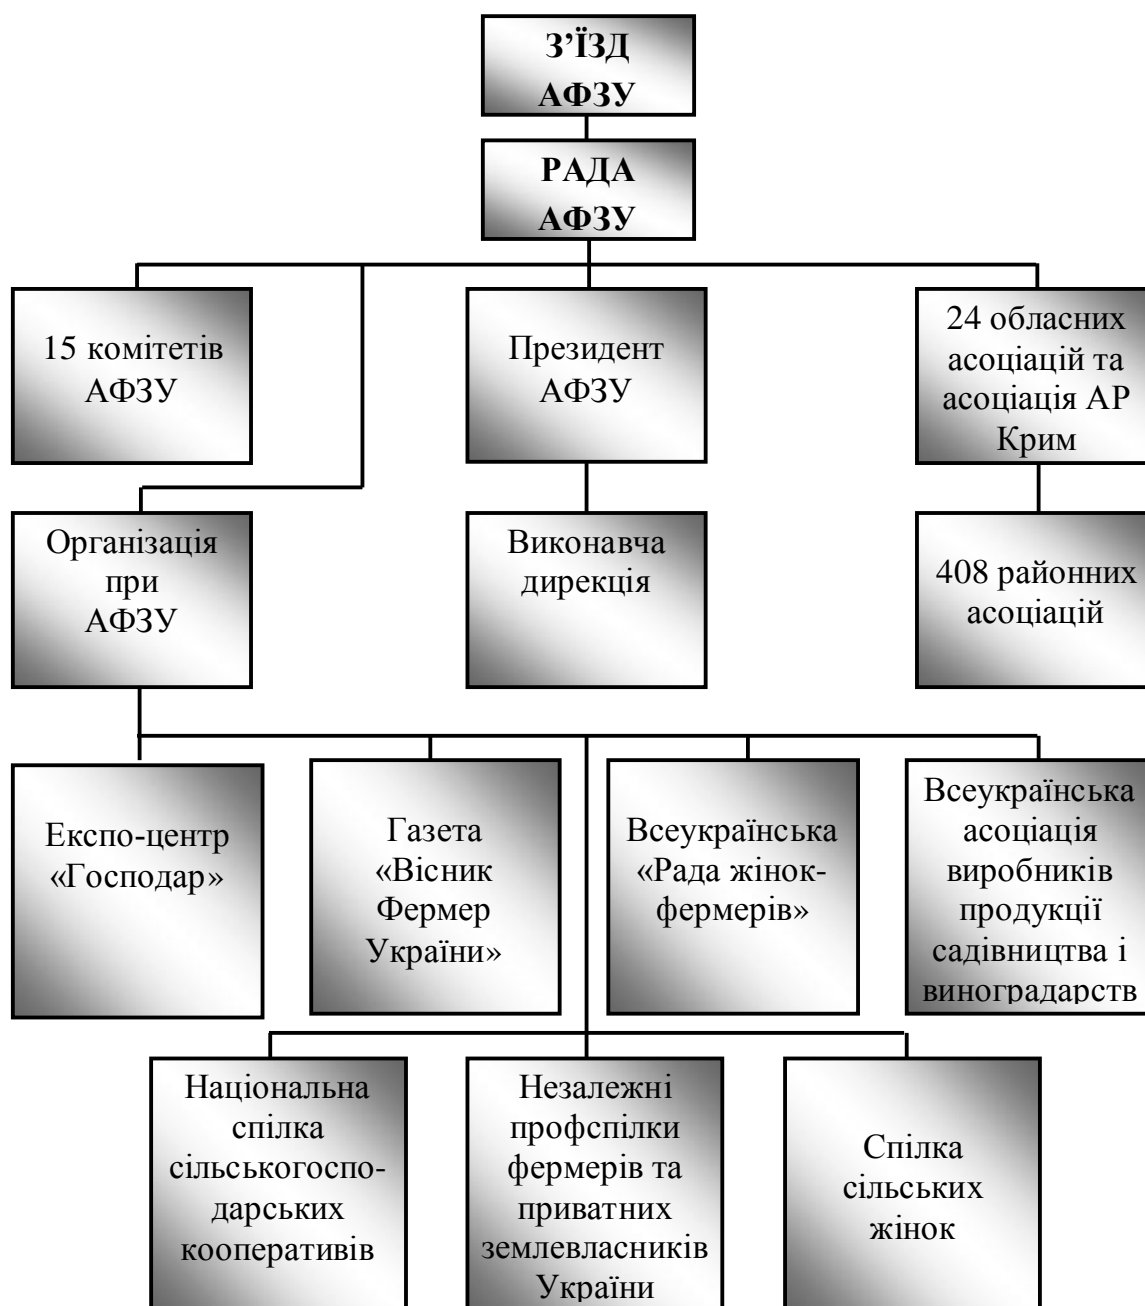 З’ЇЗД
АФЗУ
РАДА
АФЗУ
15 комітетів
АФЗУ
Президент
АФЗУ
24 обласних
асоціацій та
асоціація АР
Крим
Організація
при
АФЗУ
Виконавча
дирекція
408 районних
асоціацій
Експо-центр
«Господар»
Газета
«Вісник
Фермер
України»
Всеукраїнська
«Рада жінок-
фермерів»
Всеукраїнська
асоціація
виробників
продукції
садівництва і
виноградарств
Національна
спілка
сільськогоспо-
дарських
кооперативів
Незалежні
профспілки
фермерів та
приватних
землевласників
України
Спілка
сільських
жінок